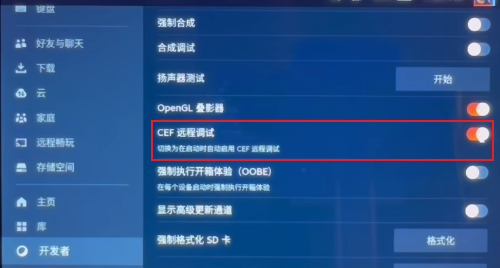 键盘
好友与聊天
下载
云
家庭
远程畅玩
存储空间
主页
库
开发者
强制合成
合成调试
扬声器测试
开始
OpenGL 叠影器
CEF 远程调试
切换为在启动时自动启用 CEF 远程调试
强制执行开箱体验（OOBE）
在每个设备启动时强制执行开箱体验
显示高级更新通道
强制格式化 SD 卡
格式化